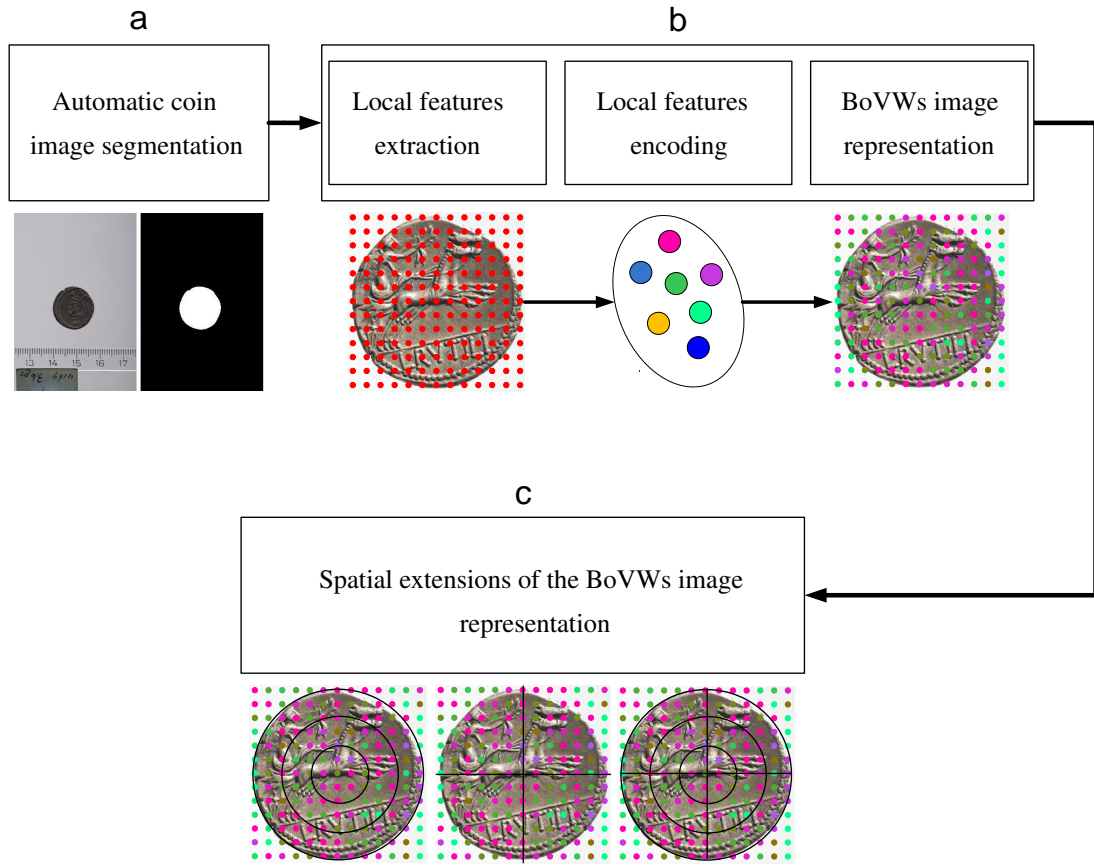 a
b
Automatic coin
image segmentation
Local features
extraction
Local features
encoding
BoVWs image
representation
13 14 15 16 17
c
Spatial extensions of the BoVWs image
representation